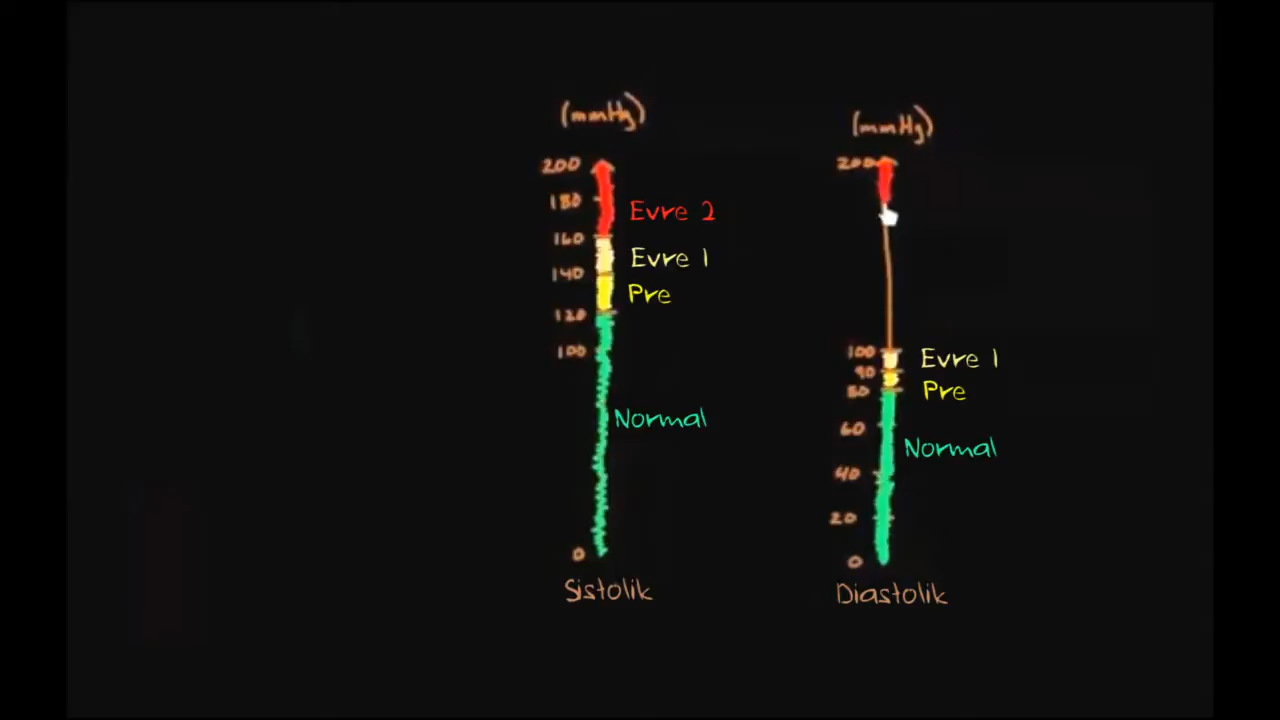 (mmHg)
200
180
160
140
120
100
0
Evre 2
Evre 1
Pre
Normal
Sistolik
(mmHg)
200
100
90
80
60
40
20
0
Evre 1
Pre
Normal
Diastolik